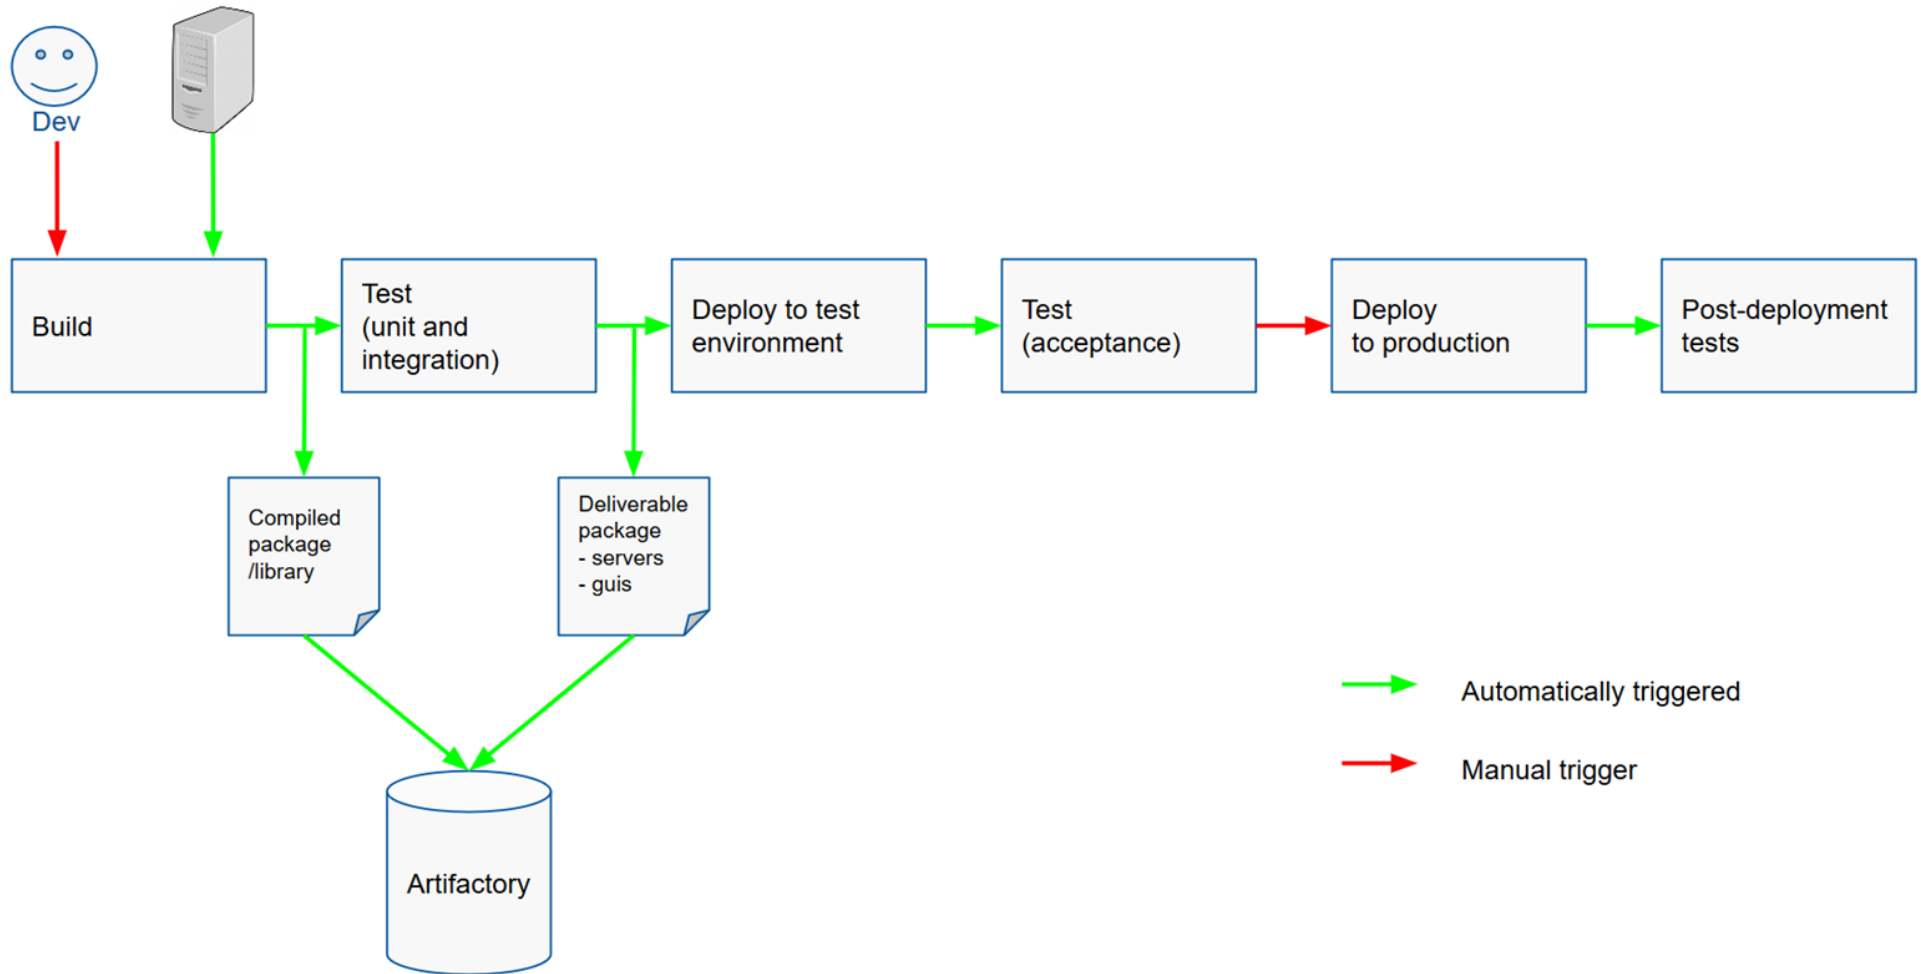 Dev
Build
Test
(unit and
integration)
Deploy to test
environment
Test
(acceptance)
Deploy
to production
Post-deployment
tests
Compiled
package
/library
Deliverable
package
- servers
- guis
Automatically triggered
Manual trigger
Artifactory